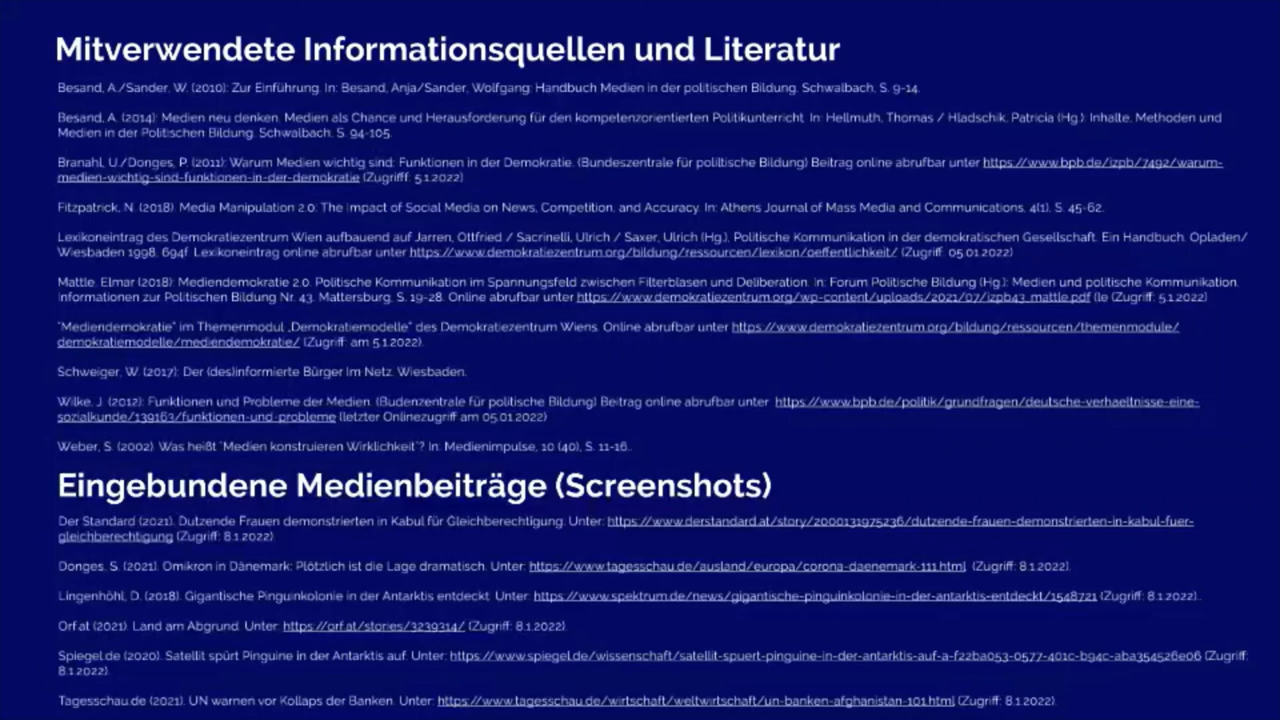 Mitverwendete Informationsquellen und Literatur
Besand, A./Sander, W. (2010): Zur Einführung. In: Besand, Anja/Sander, Wolfgang: Handbuch Medien in der politischen Bildung. Schwalbach, S. 9-14.
Besand, A. (2014): Medien neu denken. Medien als Chance und Herausforderung für den kompetenzorientierten Politikunterricht. In: Hellmuth, Thomas / Hladschik, Patricia (Hg.): Inhalte, Methoden und
Medien in der Politischen Bildung. Schwalbach. S. 94-105.
Branahl, U./Donges, P. (2011): Warum Medien wichtig sind: Funktionen in der Demokratie. (Bundeszentrale für poliltische Bildung) Beitrag online abrufbar unter https://www.bpb.de/izpb/7492/warum-
medien-wichtig-sind-funktionen-in-der-demokratie (Zugriff: 5.1.2022)
Fitzpatrick, N. (2018). Media Manipulation 2.0: The Impact of Social Media on News, Competition, and Accuracy. In: Athens Journal of Mass Media and Communications, 4(1). S. 45-62.
Lexikoneintrag des Demokratiezentrum Wien aufbauend auf Jarren, Ottfried / Sacrinelli, Ulrich / Saxer, Ulrich (Hg.), Politische Kommunikation in der demokratischen Gesellschaft. Ein Handbuch. Opladen/
Wiesbaden 1998, 694f. Lexikoneintrag online abrufbar unter https://www.demokratiezentrum.org/bildung/ressourcen/lexikon/oeffentlichkeit/ (Zugriff: 05.01.2022)
Mattle, Elmar (2018): Mediendemokratie 2.0. Politische Kommunikation im Spannungsfeld zwischen Filterblasen und Deliberation. In: Forum Politische Bildung (Hg.): Medien und politische Kommunikation.
Informationen zur Politischen Bildung Nr. 43, Mattersburg, S. 19-28. Online abrufbar unter https://www.demokratiezentrum.org/wp-content/uploads/2021/07/izpb43_mattle.pdf (le (Zugriff: 5.1.2022)
"Mediendemokratie" im Themenmodul „Demokratiemodelle" des Demokratiezentrum Wiens. Online abrufbar unter https://www.demokratiezentrum.org/bildung/ressourcen/themenmodule/
demokratiemodelle/mediendemokratie/ (Zugriff: am 5.1.2022).
Schweiger, W. (2017): Der (des)informierte Bürger Im Netz. Wiesbaden.
Wilke, J. (2012): Funktionen und Probleme der Medien. (Budenzentrale für politische Bildung) Beitrag online abrufbar unter https://www.bpb.de/politik/grundfragen/deutsche-verhaeltnisse-eine-
sozialkunde/139163/funktionen-und-probleme (letzter Onlinezugriff am 05.01.2022)
Weber, S. (2002). Was heißt "Medien konstruieren Wirklichkeit"? In: Medienimpulse, 10 (40), S. 11-16..
Eingebundene Medienbeiträge (Screenshots)
Der Standard (2021). Dutzende Frauen demonstrierten in Kabul für Gleichberechtigung. Unter: https://www.derstandard.at/story/2000131975236/dutzende-frauen-demonstrierten-in-kabul-fuer-
gleichberechtigung (Zugriff: 8.1.2022)
Donges, S. (2021). Omikron in Dänemark: Plötzlich ist die Lage dramatisch. Unter: https://www.tagesschau.de/ausland/europa/corona-daenemark-111.html (Zugriff: 8.1.2022).
Lingenhöhl, D. (2018). Gigantische Pinguinkolonie in der Antarktis entdeckt. Unter: https://www.spektrum.de/news/gigantische-pinguinkolonie-in-der-antarktis-entdeckt/1548721 (Zugriff: 8.1.2022)..
Orf.at (2021). Land am Abgrund. Unter: https://orf.at/stories/3239314/ (Zugriff: 8.1.2022).
Spiegel.de (2020). Satellit spürt Pinguine in der Antarktis auf. Unter: https://www.spiegel.de/wissenschaft/satellit-spuert-pinguine-in-der-antarktis-auf-a-f22ba053-0577-401c-b94c-aba354526e06 (Zugriff:
8.1.2022).
Tagesschau.de (2021). UN warnen vor Kollaps der Banken. Unter: https://www.tagesschau.de/wirtschaft/weltwirtschaft/un-banken-afghanistan-101.html (Zugriff: 8.1.2022).